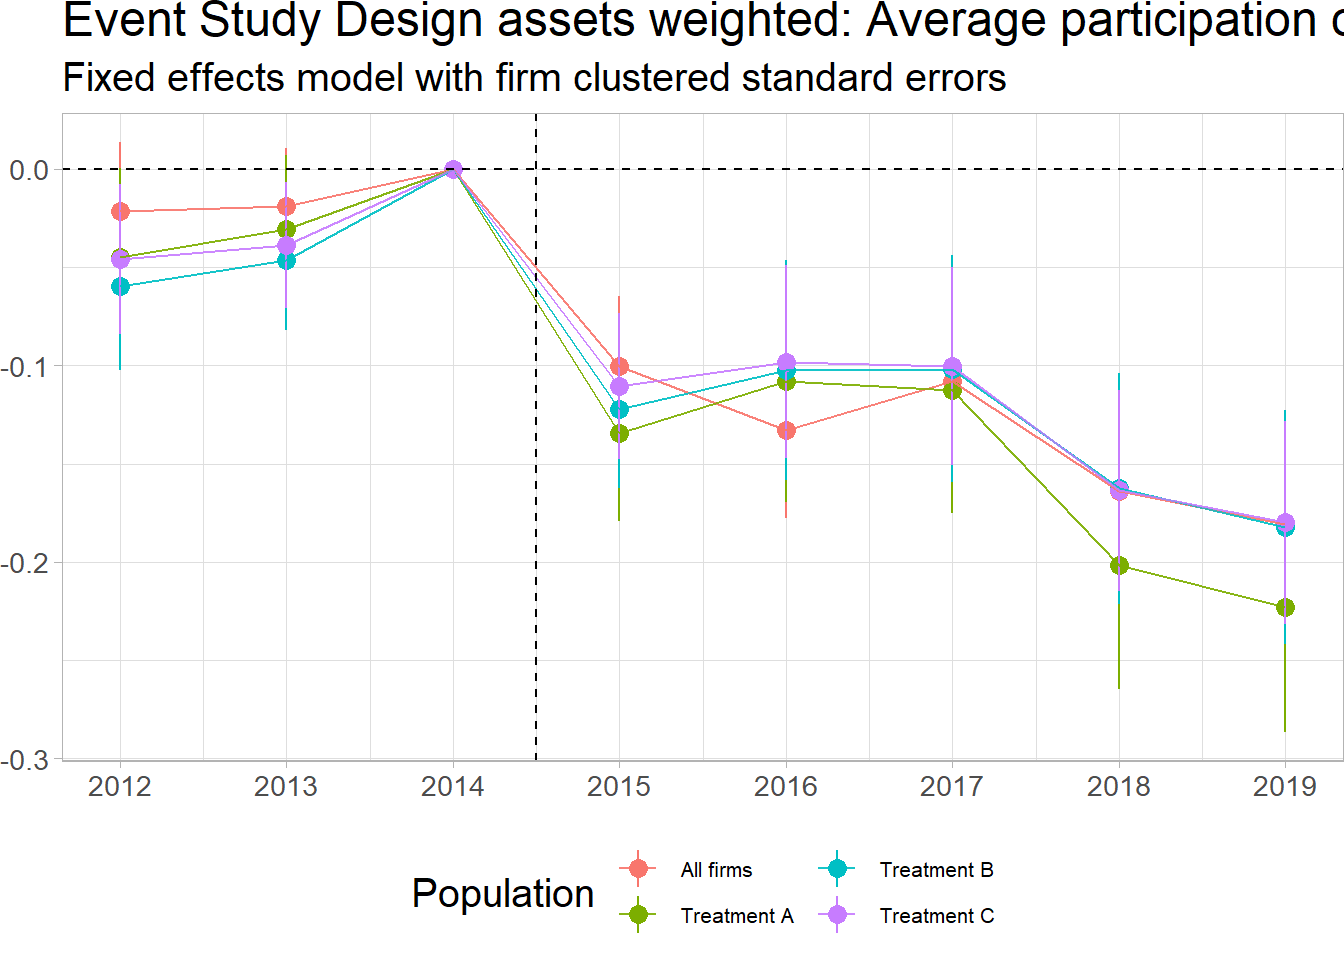 Event Study Design assets weighted: Average participation
Fixed effects model with firm clustered standard errors
0.0
-0.1
-0.2
-0.3
2012 2013 2014 2015 2016 2017 2018 2019
Population
All firms Treatment B
Treatment A Treatment C